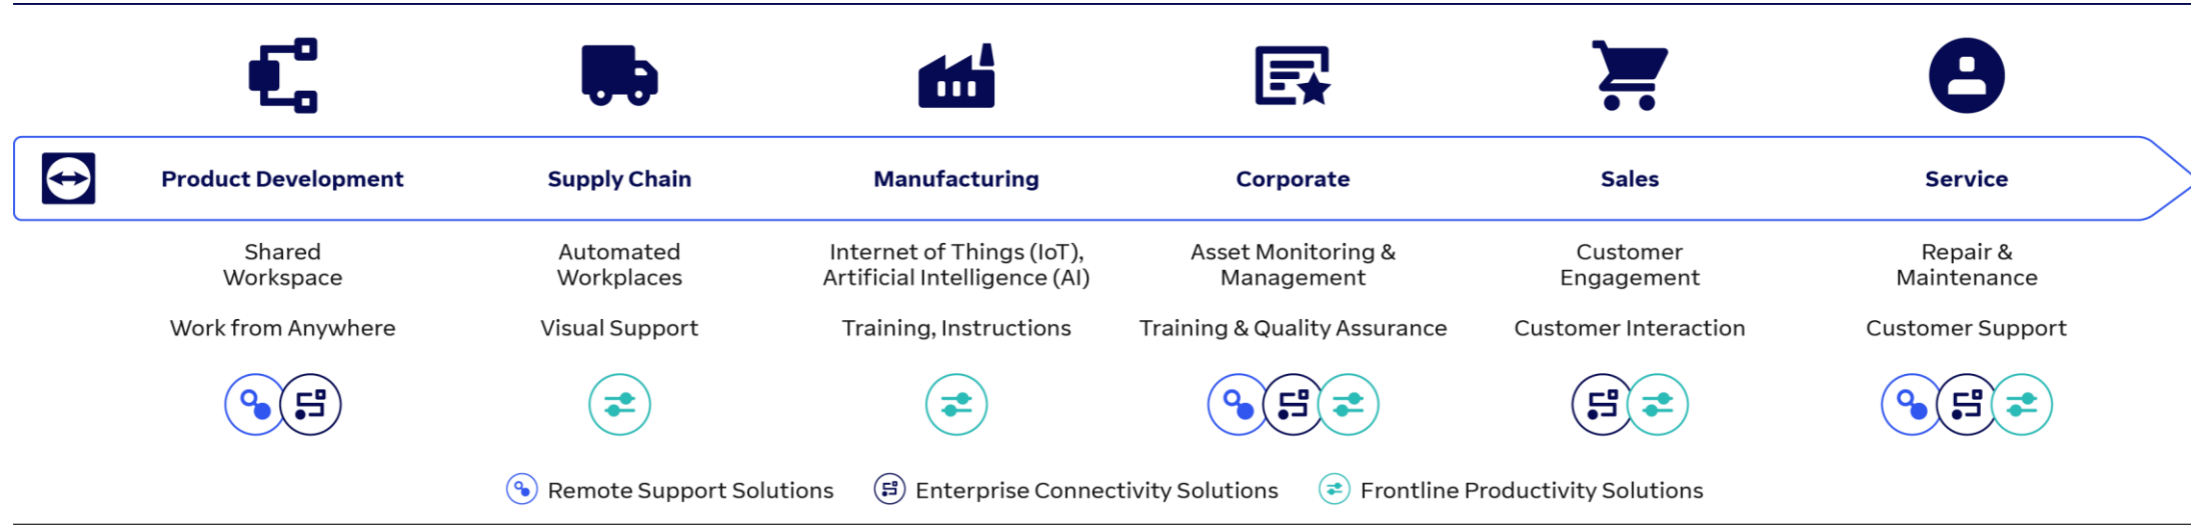 Product Development
Supply Chain
Manufacturing
Corporate
Sales
Service
Shared
Workspace
Automated
Workplaces
Internet of Things (IoT),
Artificial Intelligence (AI)
Asset Monitoring &
Management
Customer
Engagement
Repair &
Maintenance
Work from Anywhere
Visual Support
Training, Instructions
Training & Quality Assurance
Customer Interaction
Customer Support
Remote Support Solutions
Enterprise Connectivity Solutions
Frontline Productivity Solutions